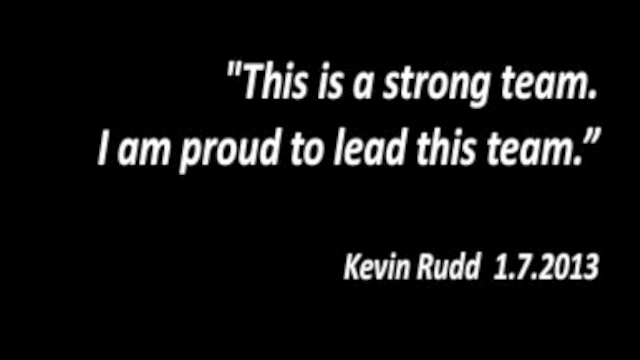 "This is a strong team.
I am proud to lead this team.”
Kevin Rudd 1.7.2013